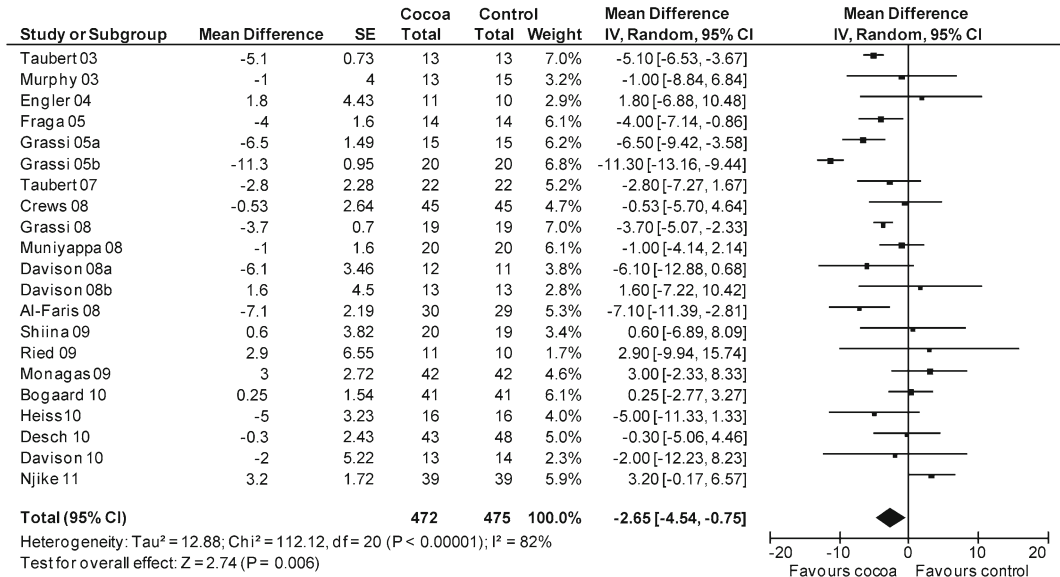 Cocoa Control Mean Difference Mean Difference
Study or Subgroup Mean Difference SE Total Total Weight IV, Random, 95% CI IV, Random, 95% CI
Taubert 03 -5.1 0.73 13 13 7.0% -5.10 [-6.53, -3.67]
Murphy 03 -1 4 13 15 3.2% -1.00 [-8.84, 6.84]
Engler 04 1.8 4.43 11 10 2.9% 1.80 [-6.88, 10.48]
Fraga 05 -4 1.6 14 14 6.1% -4.00 [-7.14, -0.86]
Grassi 05a -6.5 1.49 15 15 6.2% -6.50 [-9.42, -3.58]
Grassi 05b -11.3 0.95 20 20 6.8% -11.30 [-13.16, -9.44]
Taubert 07 -2.8 2.28 22 22 5.2% -2.80 [-7.27, 1.67]
Crews 08 -0.53 2.64 45 45 4.7% -0.53 [-5.70, 4.64]
Grassi 08 -3.7 0.7 19 19 7.0% -3.70 [-5.07, -2.33]
Muniyappa 08 -1 1.6 20 20 6.1% -1.00 [-4.14, 2.14]
Davison 08a -6.1 3.46 12 11 3.8% -6.10 [-12.88, 0.68]
Davison 08b 1.6 4.5 13 13 2.8% 1.60 [-7.22, 10.42]
Al-Faris 08 -7.1 2.19 30 29 5.3% -7.10 [-11.39, -2.81]
Shiina 09 0.6 3.82 20 19 3.4% 0.60 [-6.89, 8.09]
Ried 09 2.9 6.55 11 10 1.7% 2.90 [-9.94, 15.74]
Monagas 09 3 2.72 42 42 4.6% 3.00 [-2.33, 8.33]
Bogaard 10 0.25 1.54 41 41 6.1% 0.25 [-2.77, 3.27]
Heiss 10 -5 3.23 16 16 4.0% -5.00 [-11.33, 1.33]
Desch 10 -0.3 2.43 43 48 5.0% -0.30 [-5.06, 4.46]
Davison 10 -2 5.22 13 14 2.3% -2.00 [-12.23, 8.23]
Njike 11 3.2 1.72 39 39 5.9% 3.20 [-0.17, 6.57]
Total (95% CI) 472 475 100.0% -2.65 [-4.54, -0.75]
Heterogeneity: Tau² = 12.88; Chi² = 112.12, df = 20 (P < 0.00001); I² = 82%
Test for overall effect: Z = 2.74 (P = 0.006)
-20 -10 0 10 20
Favours cocoa Favours control